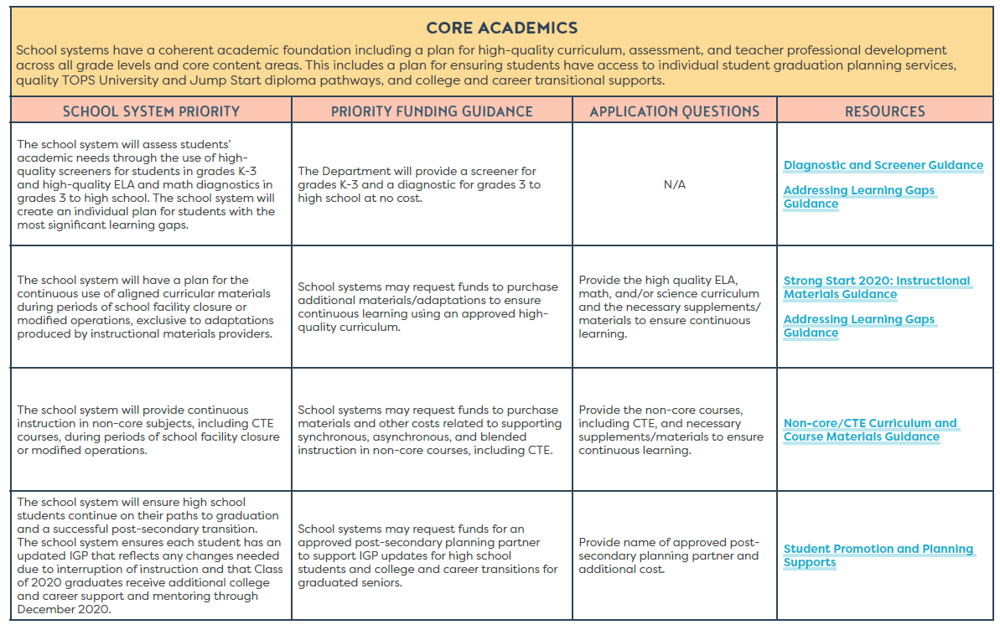 CORE ACADEMICS
School systems have a coherent academic foundation including a plan for high-quality curriculum, assessment, and teacher professional development
across all grade levels and core content areas. This includes a plan for ensuring students have access to individual student graduation planning services,
quality TOPS University and Jump Start diploma pathways, and college and career transitional supports.
SCHOOL SYSTEM PRIORITY
PRIORITY FUNDING GUIDANCE
APPLICATION QUESTIONS
RESOURCES
The school system will assess students'
academic needs through the use of high-
quality screeners for students in grades K-3
and high-quality ELA and math diagnostics in
grades 3 to high school. The school system will
create an individual plan for students with the
most significant learning gaps.
The Department will provide a screener for
grades K-3 and a diagnostic for grades 3 to
high school at no cost.
N/A
Diagnostic and Screener Guidance
Addressing Learning Gaps
Guidance
The school system will have a plan for the
continuous use of aligned curricular materials
during periods of school facility closure or
modified operations, exclusive to adaptations
produced by instructional materials providers.
School systems may request funds to purchase
additional materials/adaptations to ensure
continuous learning using an approved high-
quality curriculum.
Provide the high quality ELA,
math, and/or science curriculum
and the necessary supplements/
materials to ensure continuous
learning.
Strong Start 2020: Instructional
Materials Guidance
Addressing Learning Gaps
Guidance
The school system will provide continuous
instruction in non-core subjects, including CTE
courses, during periods of school facility closure
or modified operations.
School systems may request funds to purchase
materials and other costs related to supporting
synchronous, asynchronous, and blended
instruction in non-core courses, including CTE.
Provide the non-core courses,
including CTE, and necessary
supplements/materials to ensure
continuous learning.
Non-core/CTE Curriculum and
Course Materials Guidance
The school system will ensure high school
students continue on their paths to graduation
and a successful post-secondary transition.
The school system ensures each student has an
updated IGP that reflects any changes needed
due to interruption of instruction and that Class
of 2020 graduates receive additional college
and career support and mentoring through
December 2020.
School systems may request funds for an
approved post-secondary planning partner
to support IGP updates for high school
students and college and career transitions for
graduated seniors.
Provide name of approved post-
secondary planning partner and
additional cost.
Student Promotion and Planning
Supports